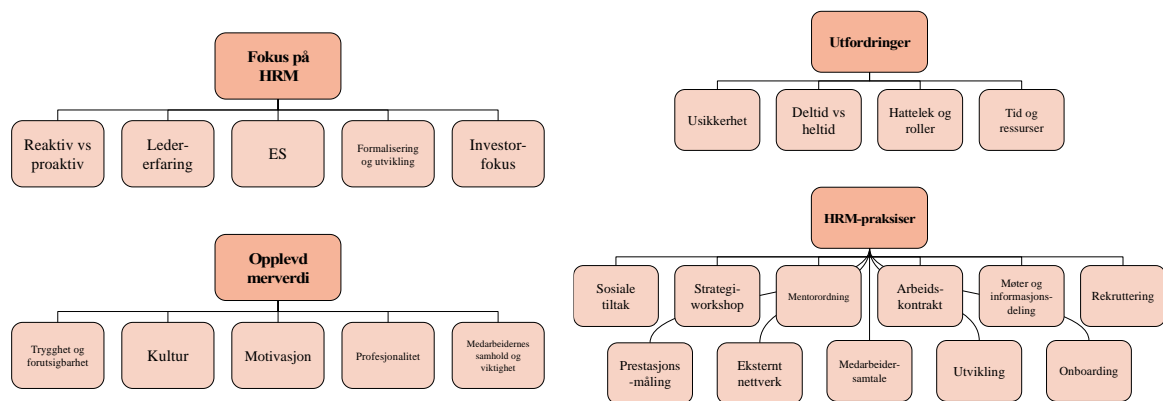 Fokus på
HRM
Reaktiv vs
proaktiv
Leder-
erfaring
ES
Formalisering
og utvikling
Investor-
fokus
Opplevd
merverdi
Trygghet og
forutsigbarhet
Kultur
Motivasjon
Profesjonalitet
Medarbeidernes
samhold og
viktighet
Utfordringer
Usikkerhet
Deltid vs
heltid
Hattelek og
roller
Tid og
ressurser
HRM-praksiser
Sosiale
tiltak
Strategi-
workshop
Mentorordning
Arbeids-
kontrakt
Møter og
informasjons-
deling
Rekruttering
Prestasjons
-måling
Eksternt
nettverk
Medarbeider-
samtale
Utvikling
Onboarding